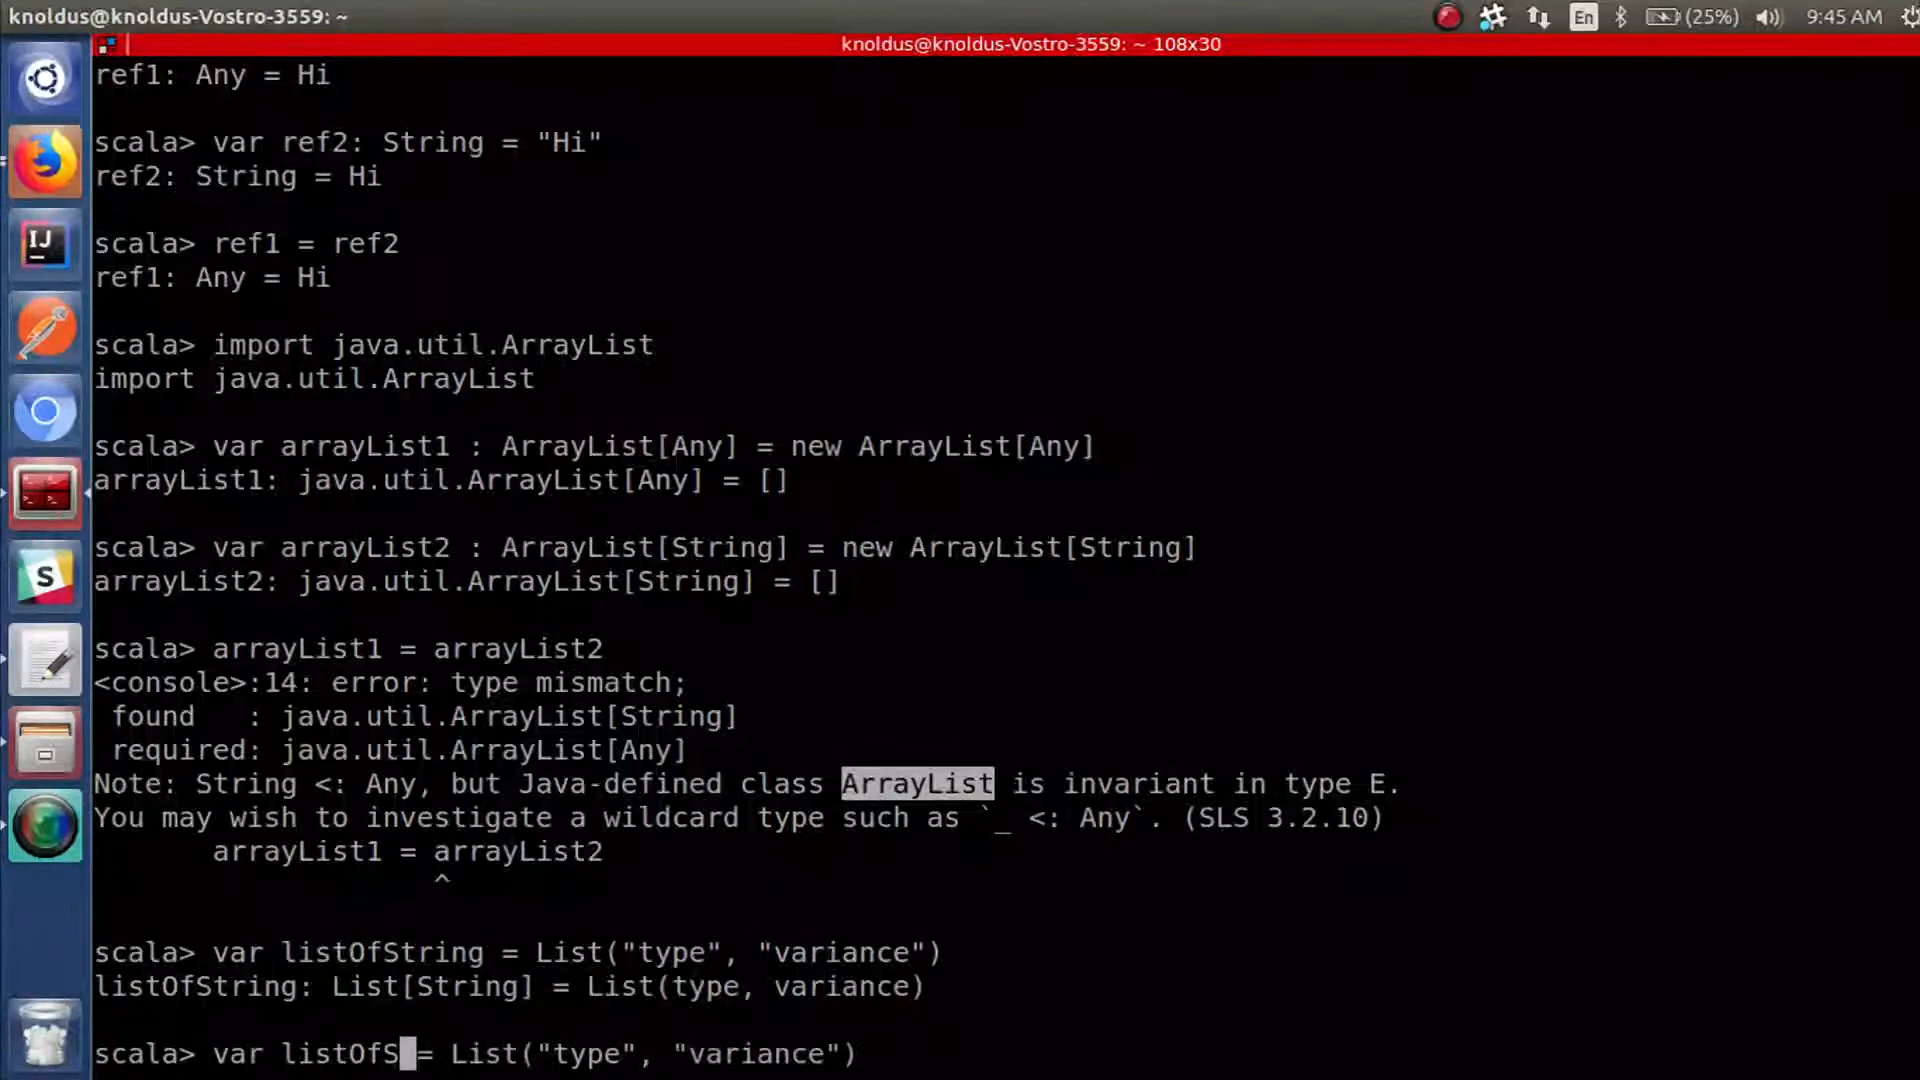 knoldus@knoldus-Vostro-3559: ~
En
(25%)
9:45 AM
knoldus@knoldus-Vostro-3559: ~ 108x30
ref1: Any = Hi
scala> var ref2: String = "Hi"
ref2: String = Hi
scala> ref1 = ref2
ref1: Any = Hi
scala> import java.util.ArrayList
import java.util.ArrayList
scala> var arrayList1 : ArrayList[Any] = new ArrayList[Any]
arrayList1: java.util.ArrayList[Any] = []
scala> var arrayList2 : ArrayList[String] = new ArrayList[String]
arrayList2: java.util.ArrayList[String] = []
scala> arrayList1 = arrayList2
<console>:14: error: type mismatch;
 found   : java.util.ArrayList[String]
 required: java.util.ArrayList[Any]
Note: String <: Any, but Java-defined class ArrayList is invariant in type E.
You may wish to investigate a wildcard type such as `_ <: Any`. (SLS 3.2.10)
       arrayList1 = arrayList2
                    ^
scala> var listOfString = List("type", "variance")
listOfString: List[String] = List(type, variance)
scala> var listOfS = List("type", "variance")
IJ
S